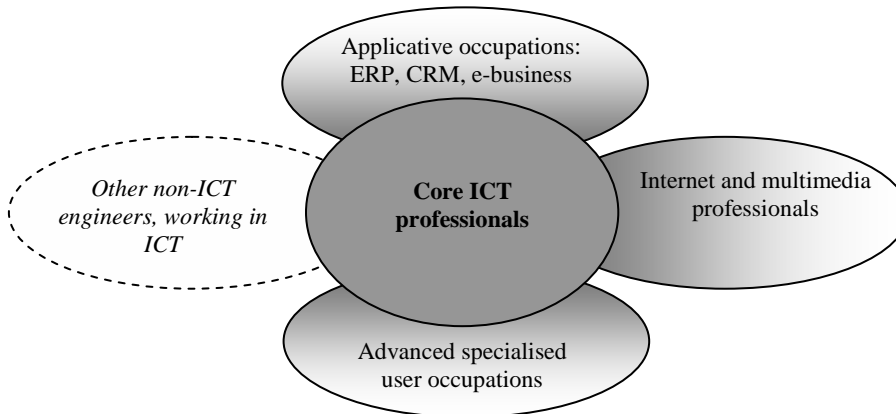 Applicative occupations:
ERP, CRM, e-business
Other non-ICT
engineers, working in
ICT
Core ICT
professionals
Internet and multimedia
professionals
Advanced specialised
user occupations